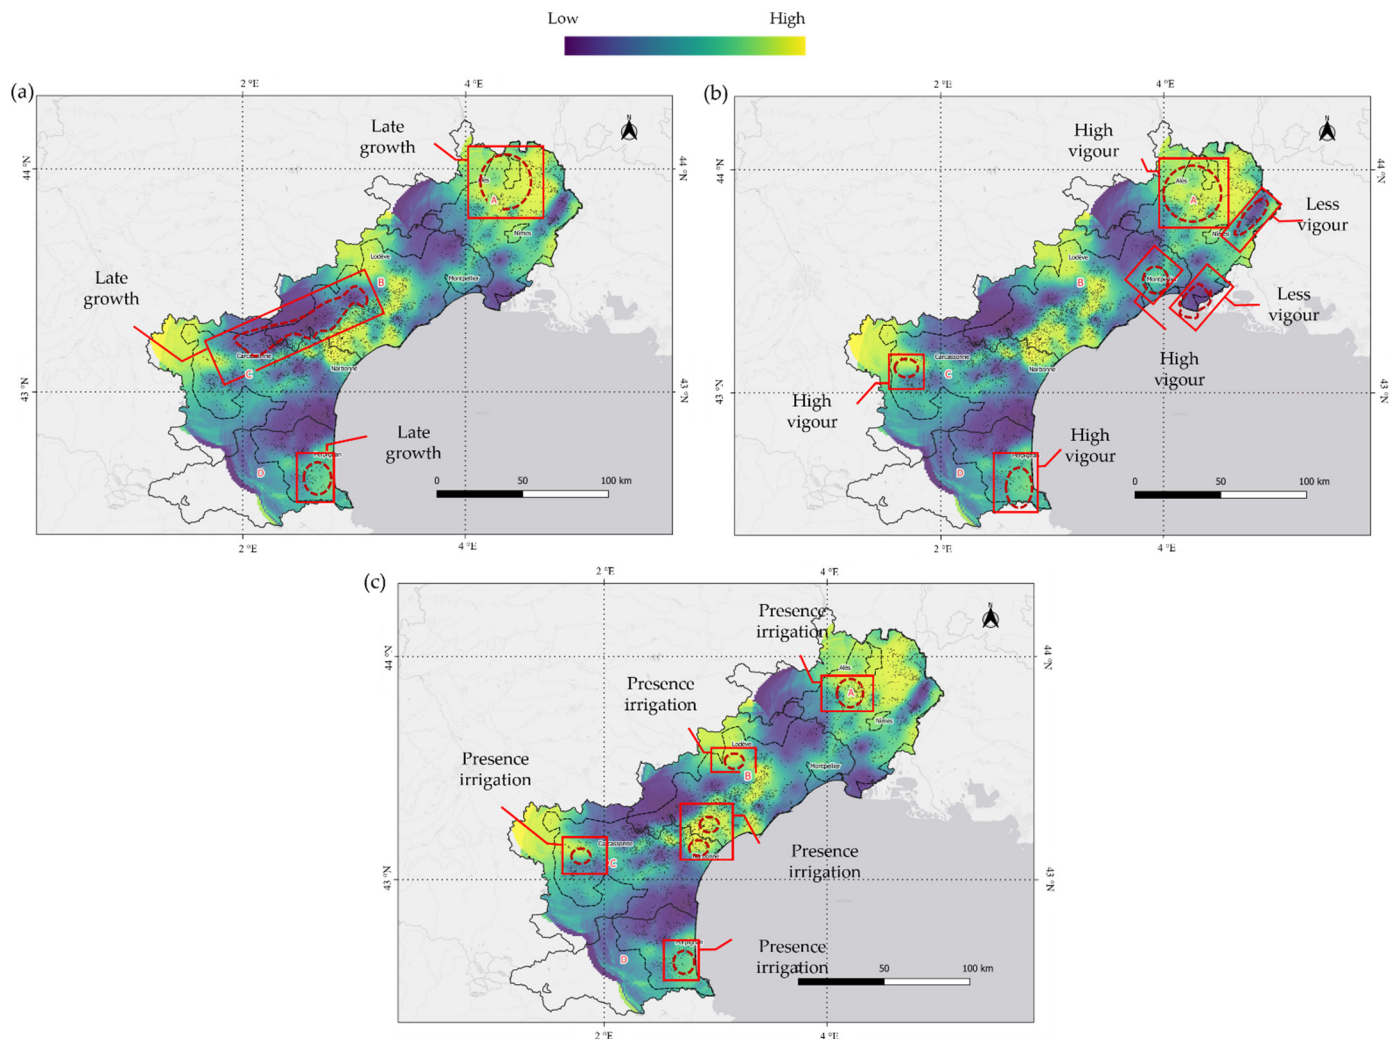 Low High
(a)
2 °E 4 °E
N
Late
growth
44 °N
44 °N
Alès
A
Nîmes
Lodève
Late
growth
B
Montpellier
Carcassonne
C
Narbonne
43 °N
43 °N
Late
growth
Perpignan
D
0 50 100 km
2 °E 4 °E
(b)
2 °E 4 °E
N
High
vigour
44 °N
44 °N
Alès
A
Less
vigour
Nîmes
Lodève
B
Less
vigour
Carcassonne
C
Narbonne
High
vigour
43 °N
43 °N
High
vigour
High
vigour
Perpignan
D
0 50 100 km
2 °E 4 °E
(c)
2 °E 4 °E
Presence
irrigation
N
44 °N
44 °N
Alès
A
Presence
irrigation
Nîmes
Lodève
B
Montpellier
Presence
irrigation
Carcassonne
C
Narbonne
Presence
irrigation
43 °N
43 °N
Presence
irrigation
D
50 100 km
2 °E 4 °E